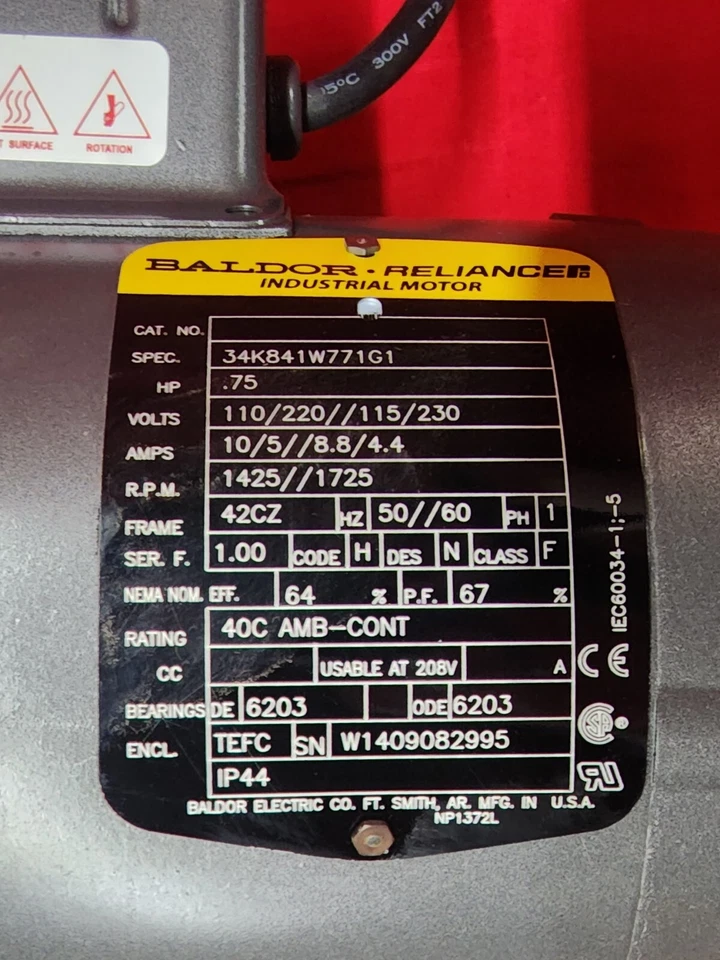 5°C 300V FT2
SURFACE ROTATION
BALDOR • RELIANCE
INDUSTRIAL MOTOR
CAT. NO.
SPEC. 34K841W771G1
HP .75
VOLTS 110/220//115/230
AMPS 10/5//8.8/4.4
R.P.M. 1425//1725
FRAME 42CZ HZ 50//60 PH 1
SER. F. 1.00 CODE H DES N CLASS F
NEMA NOM. EFF. 64 % P.F. 67 %
RATING 40C AMB-CONT
CC USABLE AT 208V A
BEARINGS DE 6203 ODE 6203
ENCL. TEFC SN W1409082995
IP44
BALDOR ELECTRIC CO. FT. SMITH, AR. MFG. IN U.S.A.
NP1372L
IEC60034-1;-5
CE